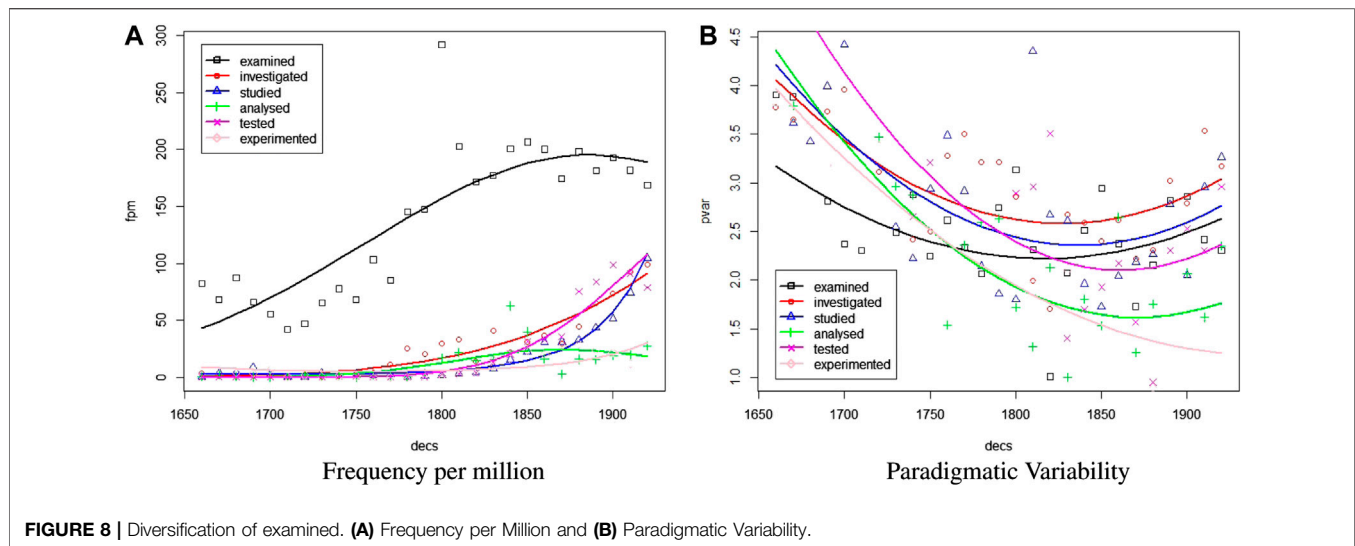 A
fpm
300
250
200
150
100
50
0
examined
investigated
studied
analysed
tested
experimented
1650 1700 1750 1800 1850 1900
decs
Frequency per million
B
pvar
4.5
4.0
3.5
3.0
2.5
2.0
1.5
1.0
examined
investigated
studied
analysed
tested
experimented
1650 1700 1750 1800 1850 1900
decs
Paradigmatic Variability
FIGURE 8 | Diversification of examined. (A) Frequency per Million and (B) Paradigmatic Variability.